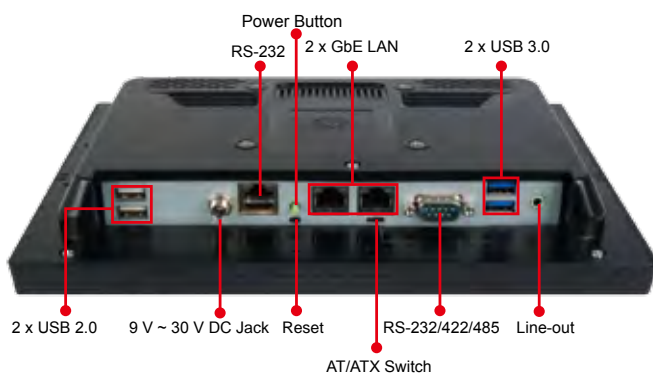 Power Button
RS-232
2 x GbE LAN
2 x USB 3.0
2 x USB 2.0
9 V ~ 30 V DC Jack
Reset
RS-232/422/485
Line-out
AT/ATX Switch